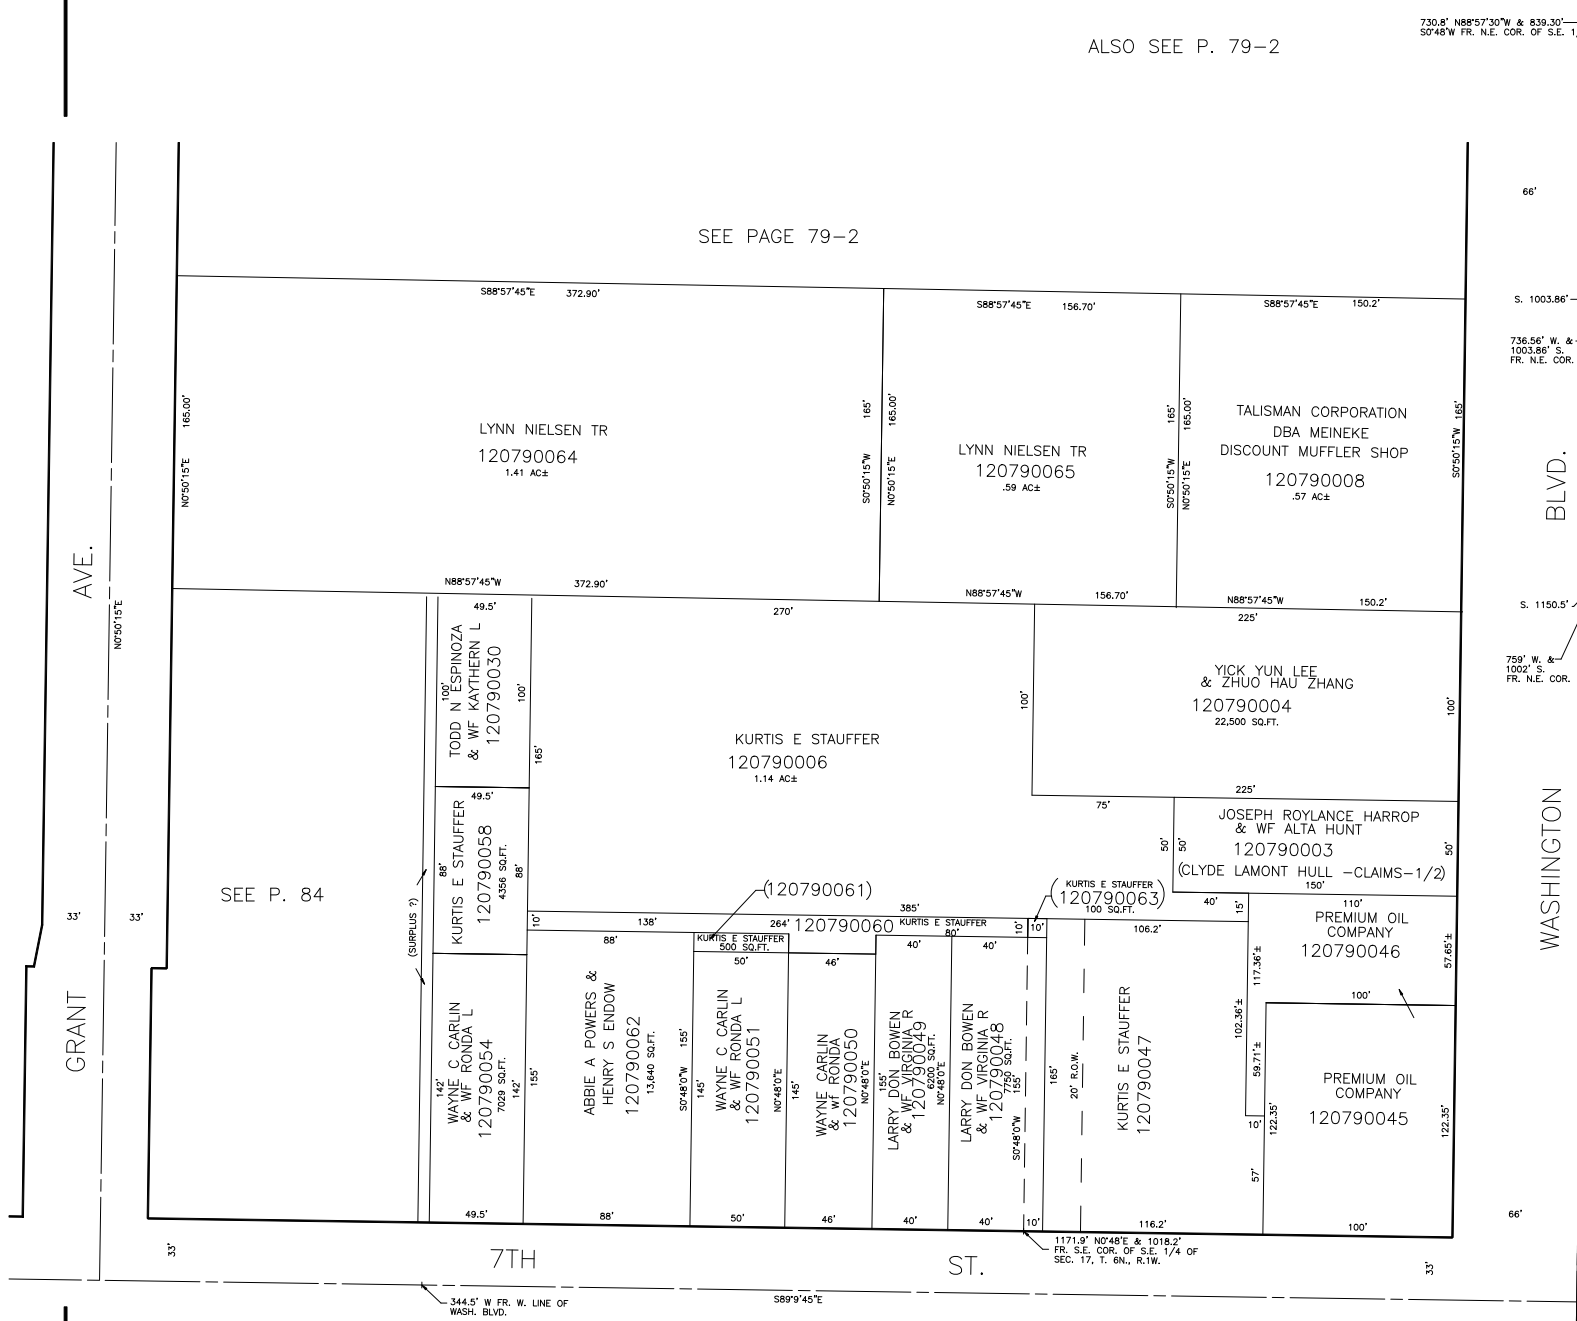 730.8' N88°57'30"W & 839.30'
S0°48'W FR. N.E. COR. OF S.E. 1/
ALSO SEE P. 79-2
66'
SEE PAGE 79-2
S88°57'45"E 372.90'
S88°57'45"E 156.70'
S88°57'45"E 150.2'
S. 1003.86'
736.56' W. &
1003.86' S.
FR. N.E. COR.
N0°50'15"E 165.00'
LYNN NIELSEN TR
120790064
1.41 AC±
S0°50'15"W 165'
N0°50'15"E 165.00'
LYNN NIELSEN TR
120790065
.59 AC±
S0°50'15"W 165'
N0°50'15"E 165.00'
TALISMAN CORPORATION
DBA MEINEKE
DISCOUNT MUFFLER SHOP
120790008
.57 AC±
S0°50'15"W 165'
BLVD.
AVE.
N0°50'15"E
N88°57'45"W 372.90'
N88°57'45"W 156.70'
N88°57'45"W 150.2'
S. 1150.5'
759' W. &
1002' S.
FR. N.E. COR.
49.5'
270'
225'
100'
TODD N ESPINOZA
& WF KAYTHERN L
120790030
100'
165'
KURTIS E STAUFFER
120790006
1.14 AC±
100'
YICK YUN LEE
& ZHUO HAU ZHANG
120790004
22,500 SQ.FT.
100'
225'
75'
49.5'
88'
KURTIS E STAUFFER
120790058
4356 SQ.FT.
88'
50'
50'
JOSEPH ROYLANCE HARROP
& WF ALTA HUNT
120790003
(CLYDE LAMONT HULL -CLAIMS-1/2)
50'
150'
WASHINGTON
SEE P. 84
(SURPLUS ?)
33'
33'
(120790061)
KURTIS E STAUFFER
(120790063)
100 SQ.FT.
385'
40'
15'
110'
10'
138'
264'
120790060
KURTIS E STAUFFER
80'
10'
10'
106.2'
PREMIUM OIL
COMPANY
120790046
57.65'±
88'
KURTIS E STAUFFER
500 SQ.FT.
50'
46'
40'
40'
117.36'±
102.36'±
100'
GRANT
142'
WAYNE C CARLIN
& WF RONDA L
120790054
7029 SQ.FT.
142'
155'
ABBIE A POWERS &
HENRY S ENDOW
120790062
13,640 SQ.FT.
S0°48'0"W 155'
145'
WAYNE C CARLIN
& WF RONDA L
120790051
N0°48'0"E
145'
WAYNE CARLIN
& wf RONDA
120790050
N0°48'0"E
155'
LARRY DON BOWEN
& WF VIRGINIA R
120790049
6200 SQ.FT.
N0°48'0"E
LARRY DON BOWEN
& WF VIRGINIA R
120790048
7750 SQ.FT.
S0°48'0"W 155'
165'
20' R.O.W.
KURTIS E STAUFFER
120790047
59.71'±
10'
57'
122.35'
PREMIUM OIL
COMPANY
120790045
122.35'
49.5'
88'
50'
46'
40'
40'
10'
116.2'
100'
66'
33'
7TH
ST.
1171.9' N0°48'E & 1018.2'
FR. S.E. COR. OF S.E. 1/4 OF
SEC. 17, T. 6N., R.1W.
33'
344.5' W FR. W. LINE OF
WASH. BLVD.
S89°9'45"E